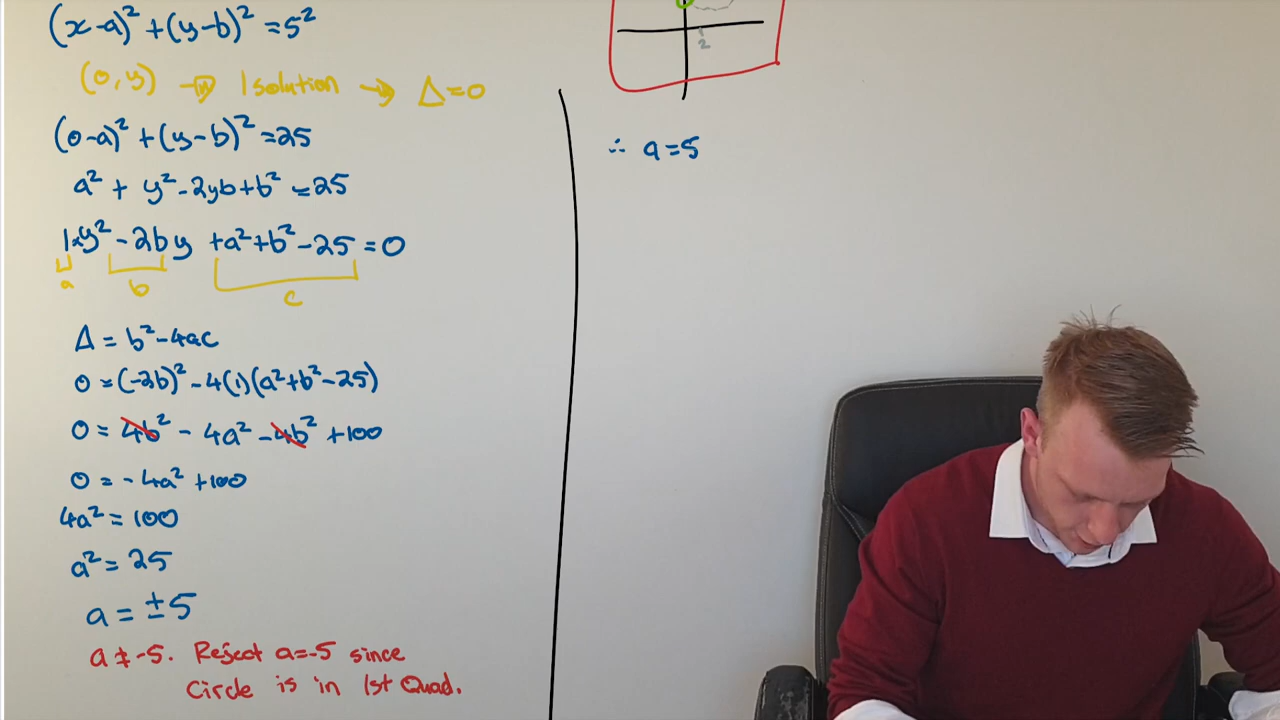 (x-a)² + (y-b)² = 5²
(0, y) → 1 solution → Δ=0
(0-a)² + (y-b)² = 25
a² + y² - 2yb + b² = 25
1xy² - 2by + a² + b² - 25 = 0
a b c
Δ = b² - 4ac
0 = (-2b)² - 4(1)(a² + b² - 25)
0 = 4b² - 4a² - 4b² + 100
0 = -4a² + 100
4a² = 100
a² = 25
a = ±5
a ≠ -5. Reject a=-5 since
Circle is in 1st Quad.
2
∴ a=5